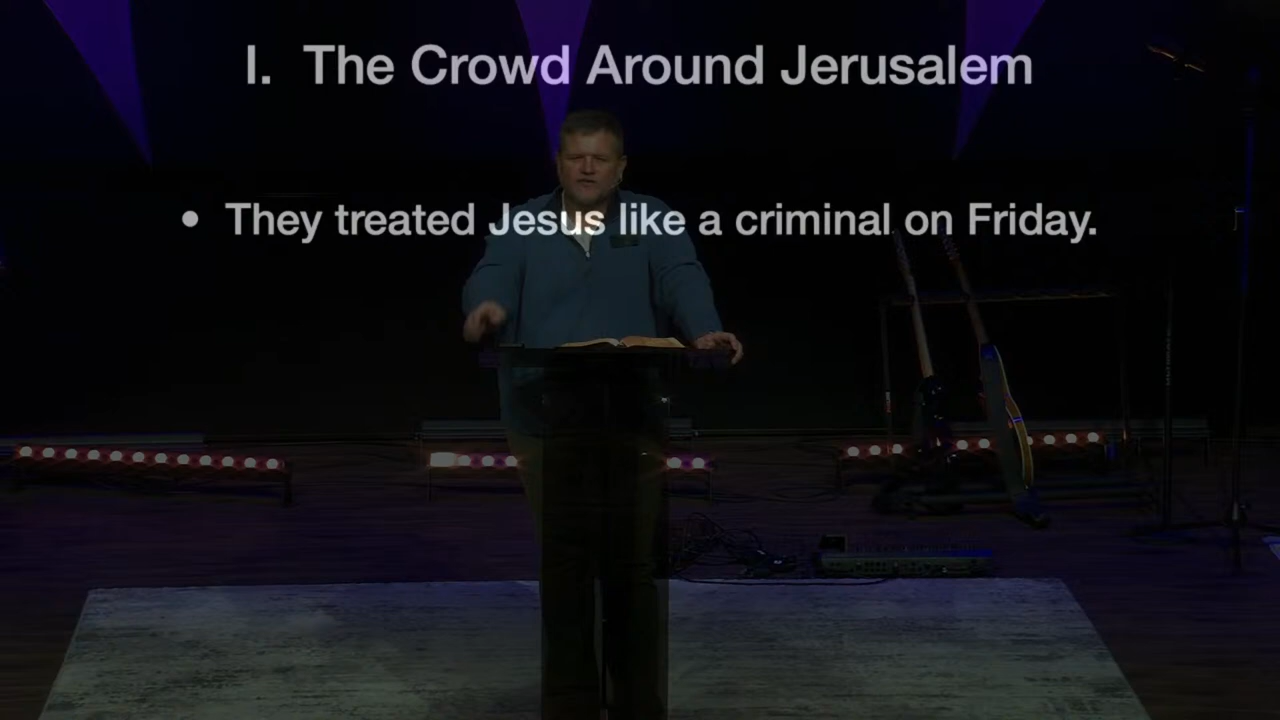 I. The Crowd Around Jerusalem
• They treated Jesus like a criminal on Friday.